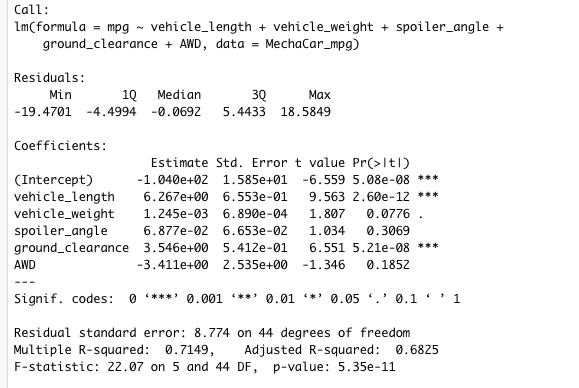 Call:
lm(formula = mpg ~ vehicle_length + vehicle_weight + spoiler_angle +
    ground_clearance + AWD, data = MechaCar_mpg)

Residuals:
     Min       1Q   Median       3Q      Max
-19.4701  -4.4994  -0.0692   5.4433  18.5849

Coefficients:
                   Estimate Std. Error t value Pr(>|t|)
(Intercept)      -1.040e+02  1.585e+01  -6.559 5.08e-08 ***
vehicle_length    6.267e+00  6.553e-01   9.563 2.60e-12 ***
vehicle_weight    1.245e-03  6.890e-04   1.807   0.0776 .
spoiler_angle     6.877e-02  6.653e-02   1.034   0.3069
ground_clearance  3.546e+00  5.412e-01   6.551 5.21e-08 ***
AWD              -3.411e+00  2.535e+00  -1.346   0.1852
---
Signif. codes:  0 ‘***’ 0.001 ‘**’ 0.01 ‘*’ 0.05 ‘.’ 0.1 ‘ ’ 1

Residual standard error: 8.774 on 44 degrees of freedom
Multiple R-squared:  0.7149,    Adjusted R-squared:  0.6825
F-statistic: 22.07 on 5 and 44 DF,  p-value: 5.35e-11